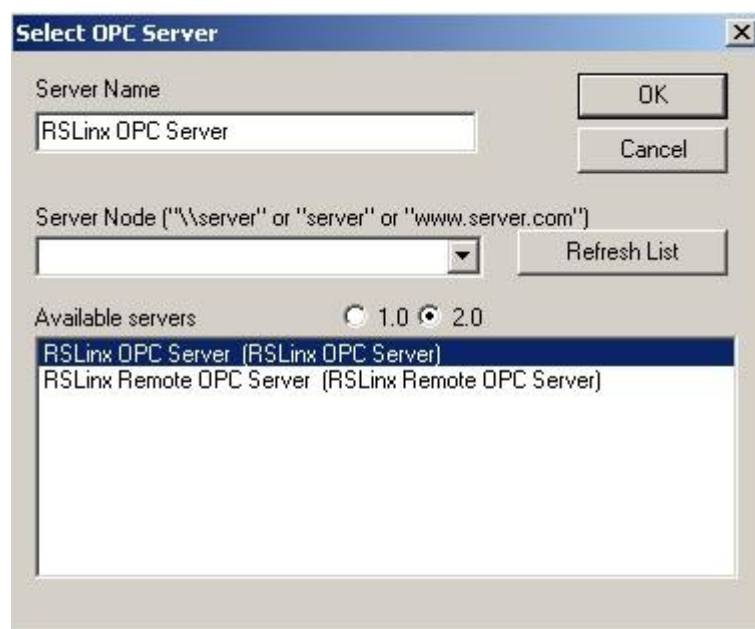 Select OPC Server
Server Name
OK
RSLinx OPC Server
Cancel
Server Node ("\\server" or "server" or "www.server.com")
Refresh List
Available servers 1.0 2.0
RSLinx OPC Server (RSLinx OPC Server)
RSLinx Remote OPC Server (RSLinx Remote OPC Server)